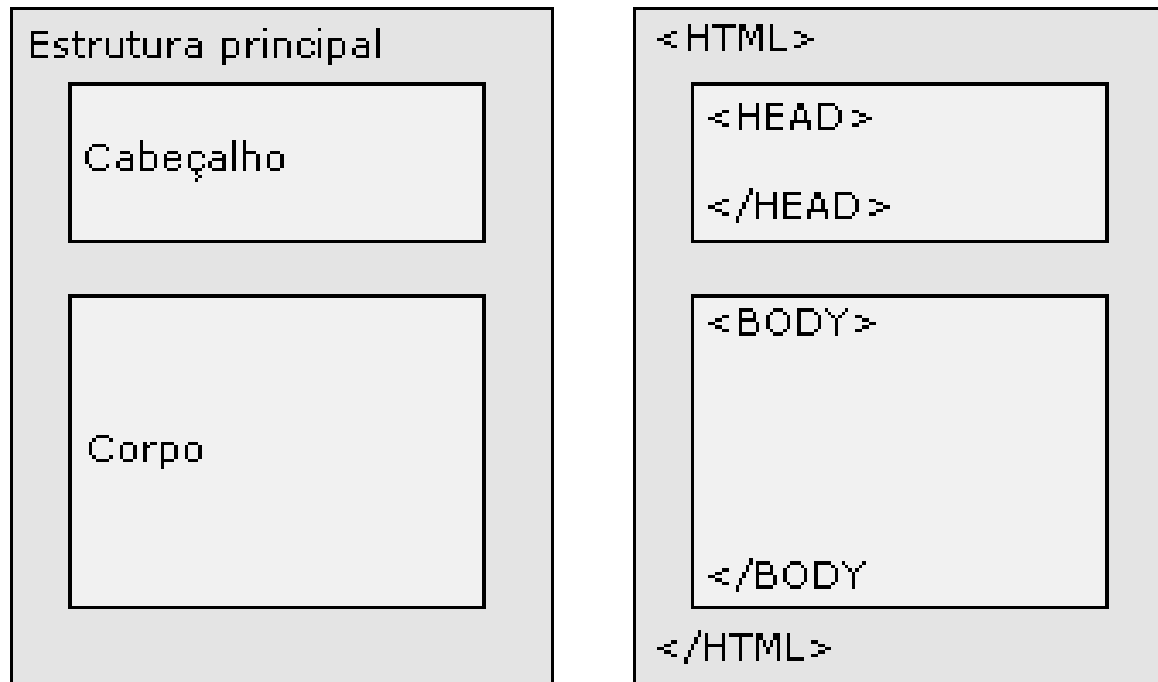 Estrutura principal
Cabeçalho
Corpo
<HTML>
<HEAD>
</HEAD>
<BODY>
</BODY
</HTML>